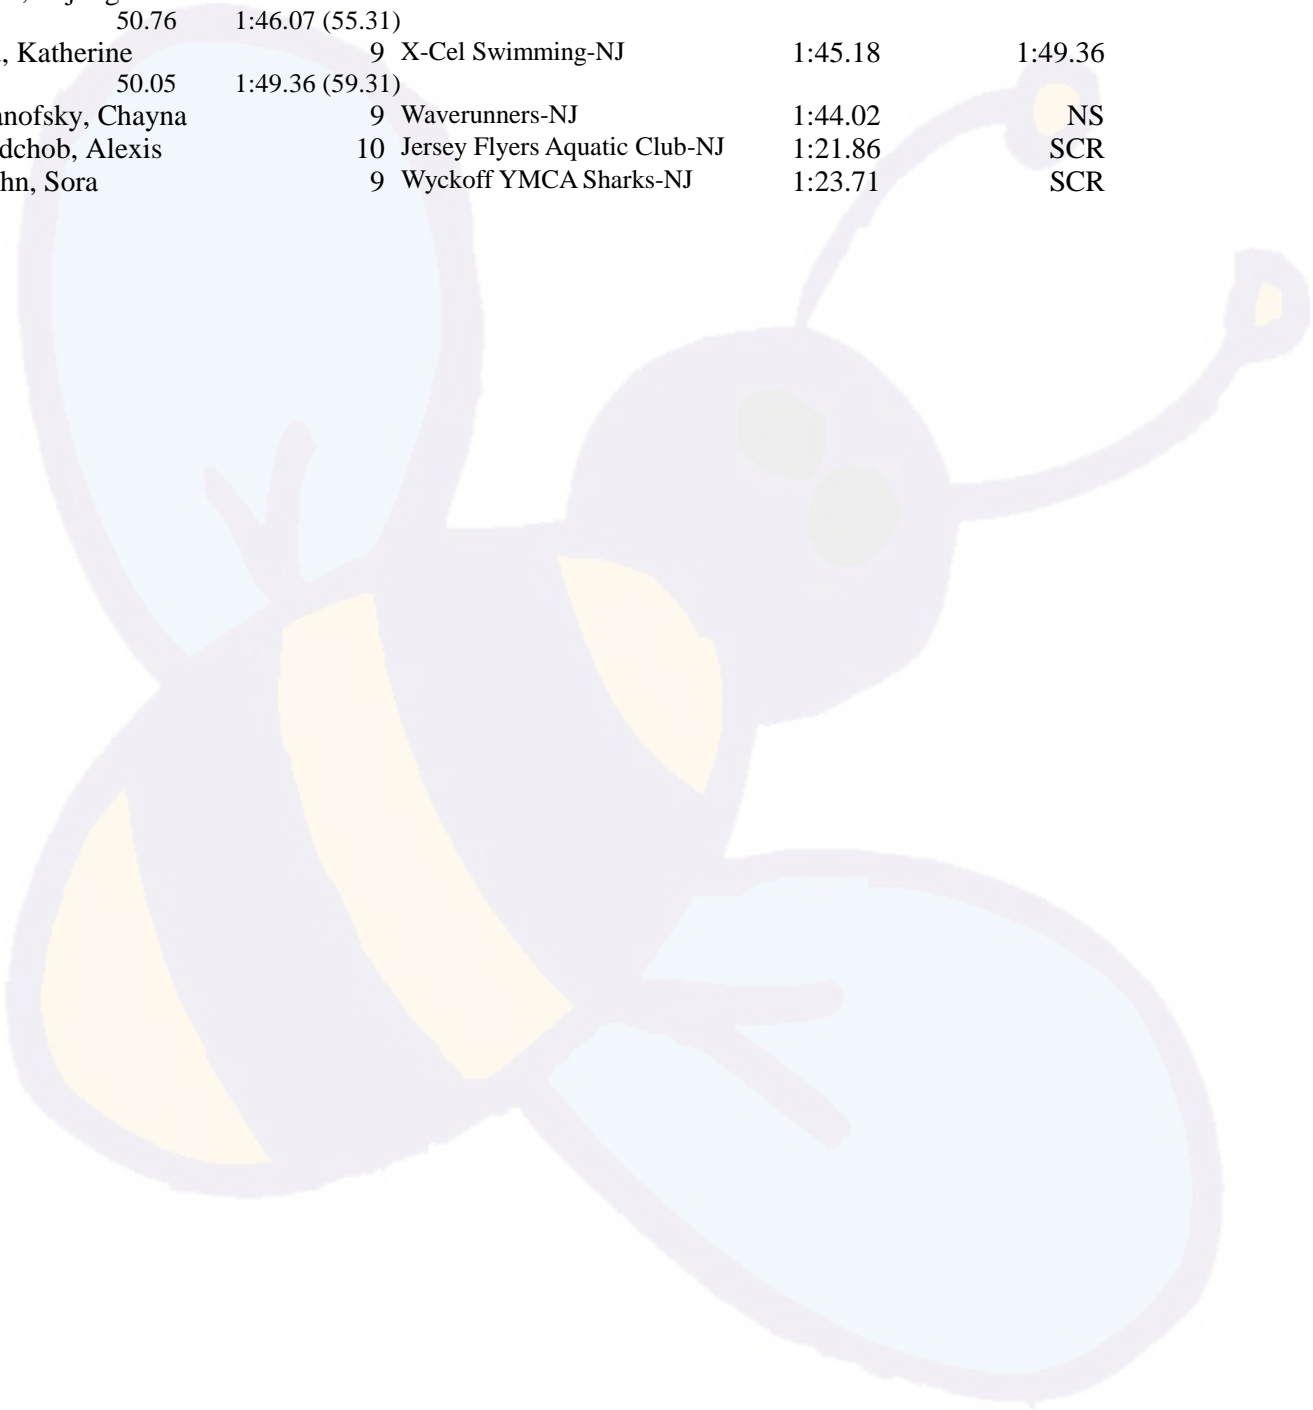 50.76 1:46.07 (55.31)
, Katherine 9 X-Cel Swimming-NJ 1:45.18 1:49.36
50.05 1:49.36 (59.31)
anofsky, Chayna 9 Waverunners-NJ 1:44.02 NS
dchob, Alexis 10 Jersey Flyers Aquatic Club-NJ 1:21.86 SCR
hn, Sora 9 Wyckoff YMCA Sharks-NJ 1:23.71 SCR